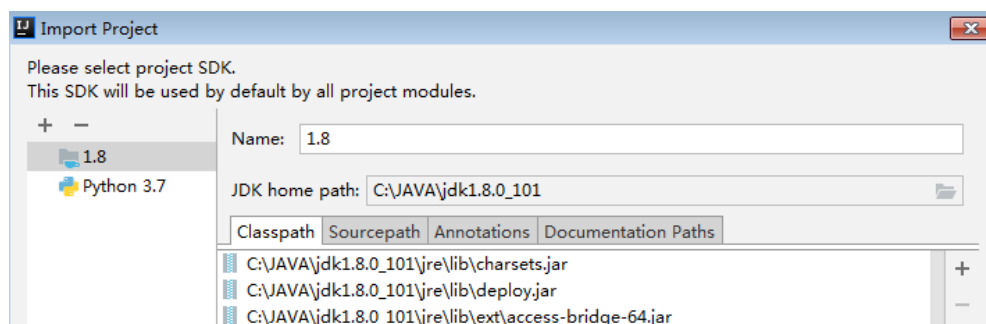 IJ Import Project
Please select project SDK.
This SDK will be used by default by all project modules.
1.8
Python 3.7
Name: 1.8
JDK home path: C:\JAVA\jdk1.8.0_101
Classpath Sourcepath Annotations Documentation Paths
C:\JAVA\jdk1.8.0_101\jre\lib\charsets.jar
C:\JAVA\jdk1.8.0_101\jre\lib\deploy.jar
C:\JAVA\jdk1.8.0_101\jre\lib\ext\access-bridge-64.jar